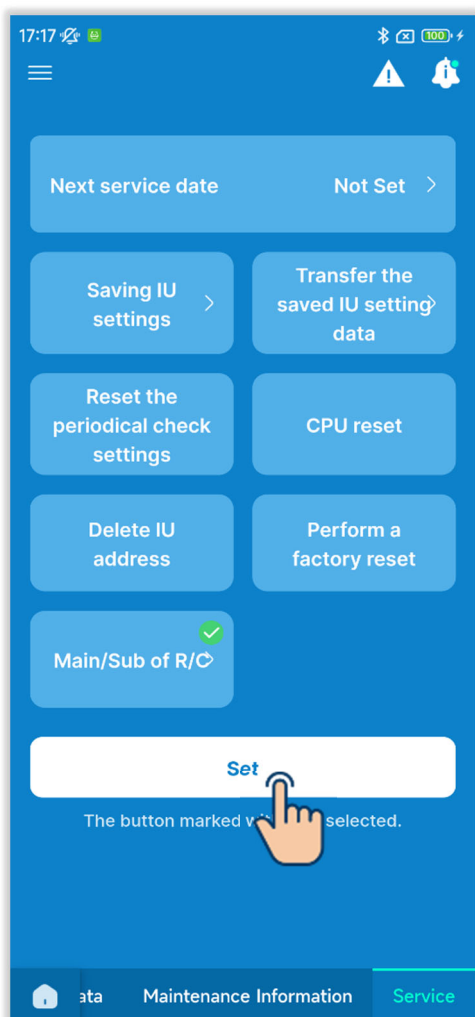 17:17
100
Next service date Not Set
Saving IU
settings
Transfer the
saved IU setting
data
Reset the
periodical check
settings
CPU reset
Delete IU
address
Perform a
factory reset
Main/Sub of R/C
Set
The button marked selected.
ata Maintenance Information Service